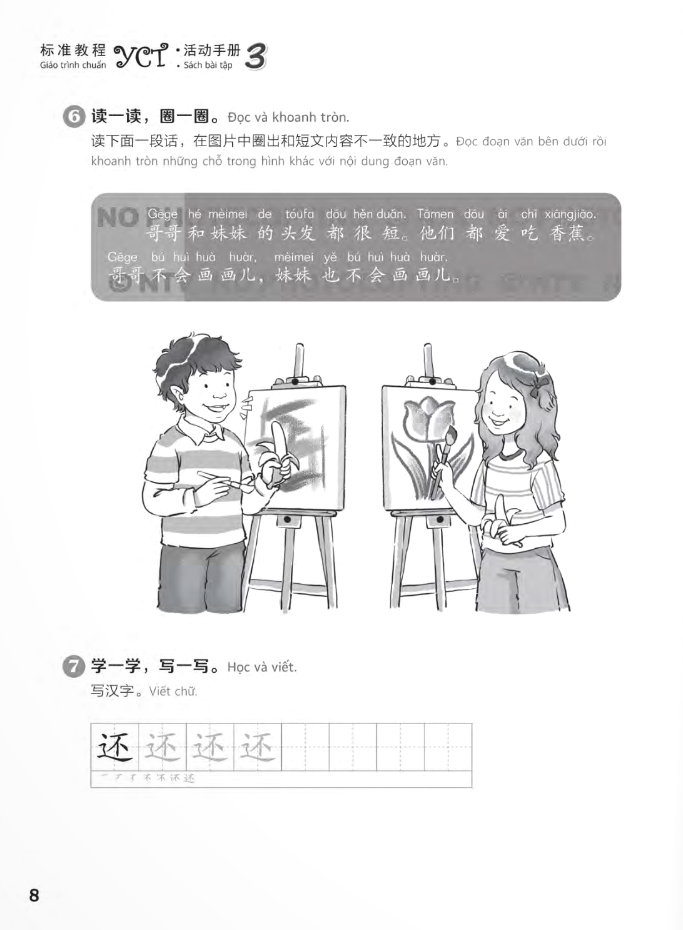 标准教程 YCT · 活动手册 3
Giáo trình chuẩn · Sách bài tập
6 读一读，圈一圈。Đọc và khoanh tròn.
读下面一段话，在图片中圈出和短文内容不一致的地方。Đọc đoạn văn bên dưới rồi
khoanh tròn những chỗ trong hình khác với nội dung đoạn văn.
Gēge hé mèimei de tóufa dōu hěn duǎn. Tāmen dōu ài chī xiāngjiāo.
哥哥和妹妹的头发都很短。他们都爱吃香蕉。
Gēge bú huì huà huàr, mèimei yě bú huì huà huàr.
哥哥不会画画儿，妹妹也不会画画儿。
7 学一学，写一写。Học và viết.
写汉字。Viết chữ.
还 还 还 还
8